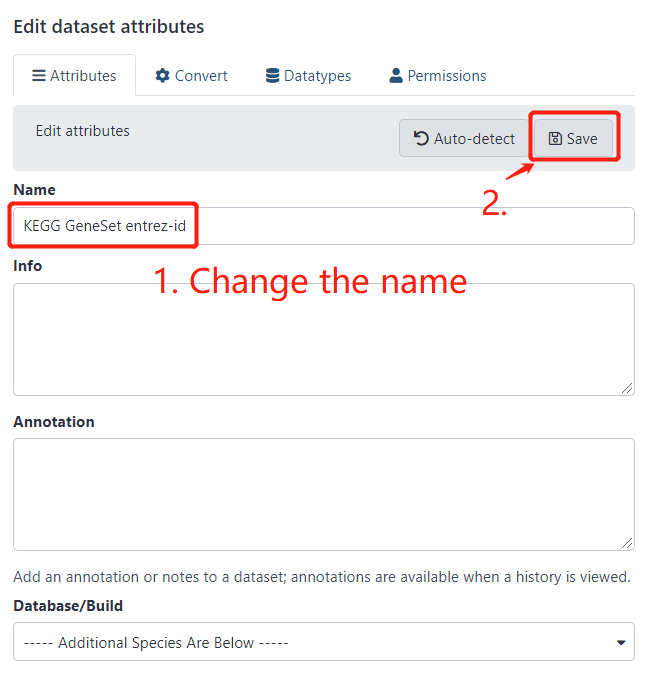 Edit dataset attributes
Attributes Convert Datatypes Permissions
Edit attributes Auto-detect Save
2.
Name
KEGG GeneSet entrez-id
Info
1. Change the name
Annotation
Add an annotation or notes to a dataset; annotations are available when a history is viewed.
Database/Build
----- Additional Species Are Below -----